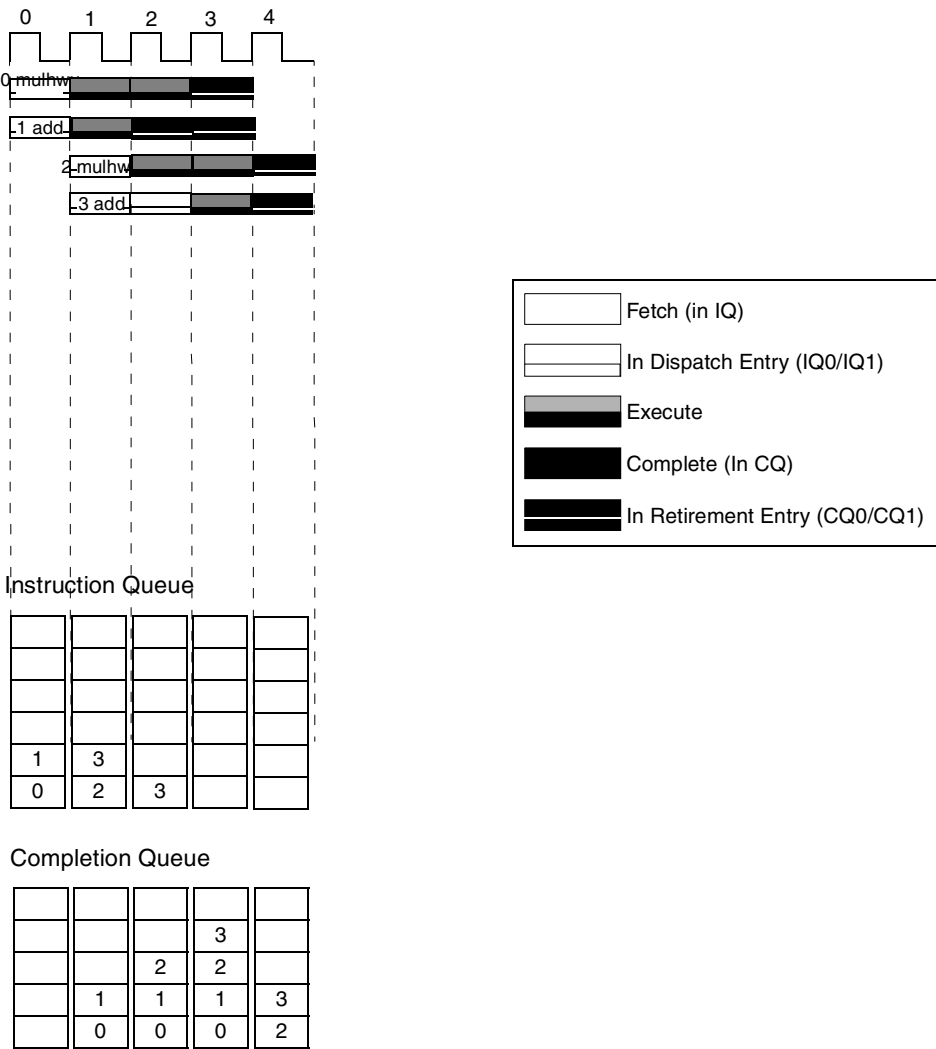 0 1 2 3 4
0 mulhw
1 add
2 mulhw
3 add
Fetch (in IQ)
In Dispatch Entry (IQ0/IQ1)
Execute
Complete (In CQ)
In Retirement Entry (CQ0/CQ1)
Instruction Queue
1 3
0 2 3
Completion Queue
3
2 2
1 1 1 3
0 0 0 2